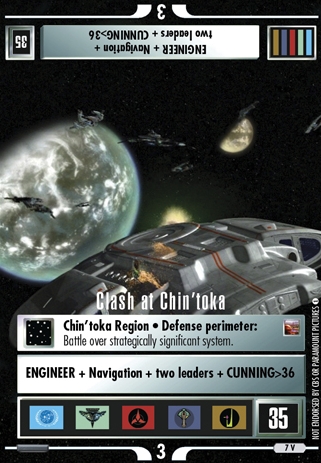 3
ENGINEER + Navigation +
two leaders + CUNNING>36
35
Clash at Chin'toka
Chin'toka Region • Defense perimeter:
Battle over strategically significant system.
ENGINEER + Navigation + two leaders + CUNNING>36
35
3
7 V
NOT ENDORSED BY CBS OR PARAMOUNT PICTURES